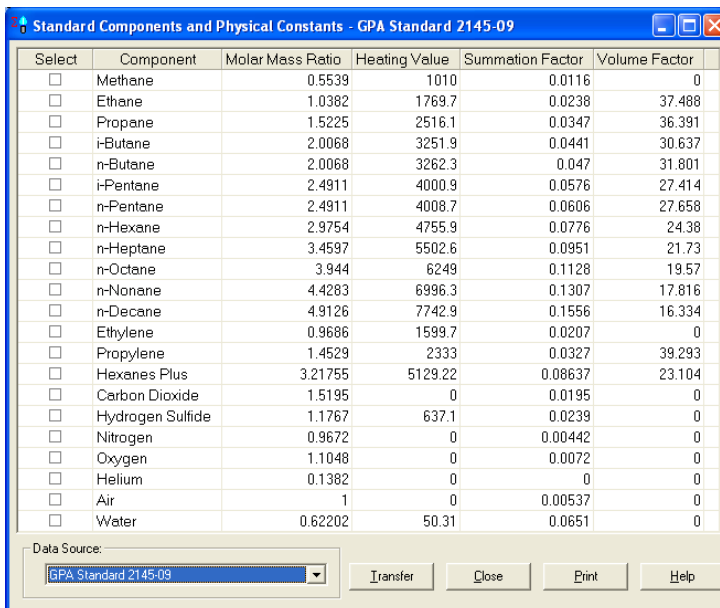 Standard Components and Physical Constants - GPA Standard 2145-09
Select Component Molar Mass Ratio Heating Value Summation Factor Volume Factor
Methane 0.5539 1010 0.0116 0
Ethane 1.0382 1769.7 0.0238 37.488
Propane 1.5225 2516.1 0.0347 36.391
i-Butane 2.0068 3251.9 0.0441 30.637
n-Butane 2.0068 3262.3 0.047 31.801
i-Pentane 2.4911 4000.9 0.0576 27.414
n-Pentane 2.4911 4008.7 0.0606 27.658
n-Hexane 2.9754 4755.9 0.0776 24.38
n-Heptane 3.4597 5502.6 0.0951 21.73
n-Octane 3.944 6249 0.1128 19.57
n-Nonane 4.4283 6996.3 0.1307 17.816
n-Decane 4.9126 7742.9 0.1556 16.334
Ethylene 0.9686 1599.7 0.0207 0
Propylene 1.4529 2333 0.0327 39.293
Hexanes Plus 3.21755 5129.22 0.08637 23.104
Carbon Dioxide 1.5195 0 0.0195 0
Hydrogen Sulfide 1.1767 637.1 0.0239 0
Nitrogen 0.9672 0 0.00442 0
Oxygen 1.1048 0 0.0072 0
Helium 0.1382 0 0 0
Air 1 0 0.00537 0
Water 0.62202 50.31 0.0651 0
Data Source:
GPA Standard 2145-09 Transfer Close Print Help